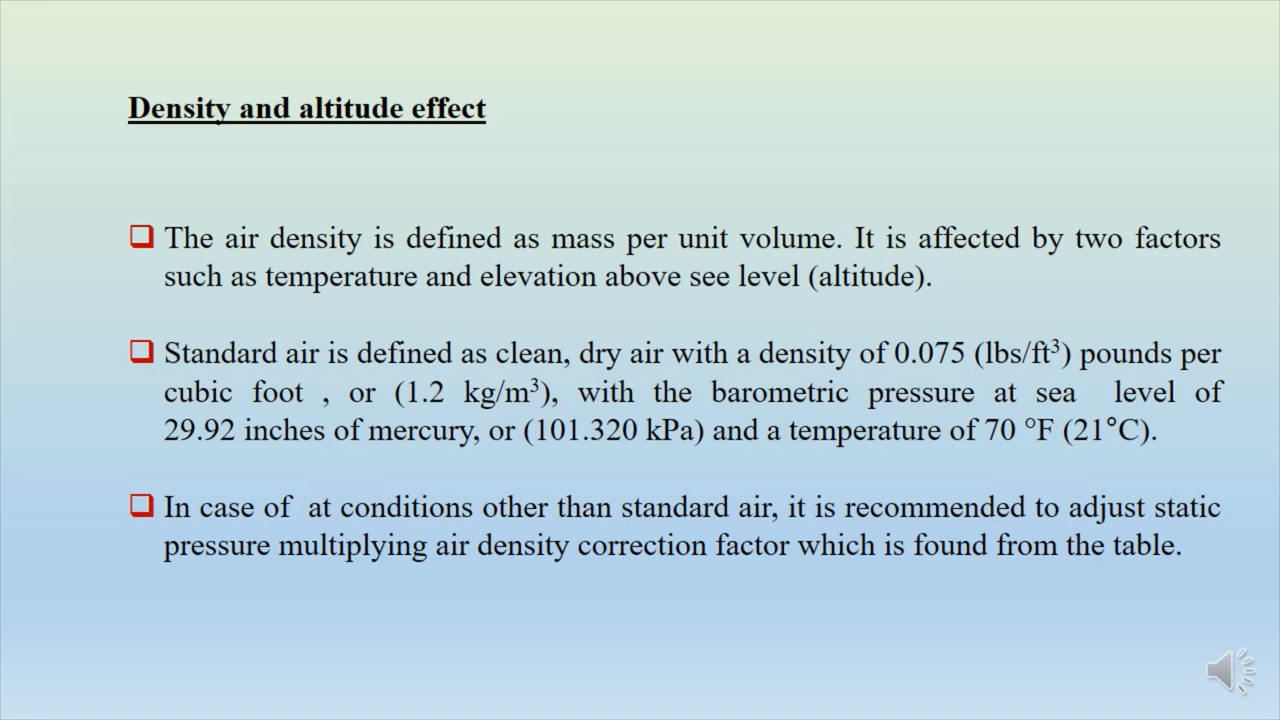 Density and altitude effect
The air density is defined as mass per unit volume. It is affected by two factors
such as temperature and elevation above see level (altitude).
Standard air is defined as clean, dry air with a density of 0.075 (lbs/ft³) pounds per
cubic foot , or (1.2 kg/m³), with the barometric pressure at sea level of
29.92 inches of mercury, or (101.320 kPa) and a temperature of 70 °F (21°C).
In case of at conditions other than standard air, it is recommended to adjust static
pressure multiplying air density correction factor which is found from the table.